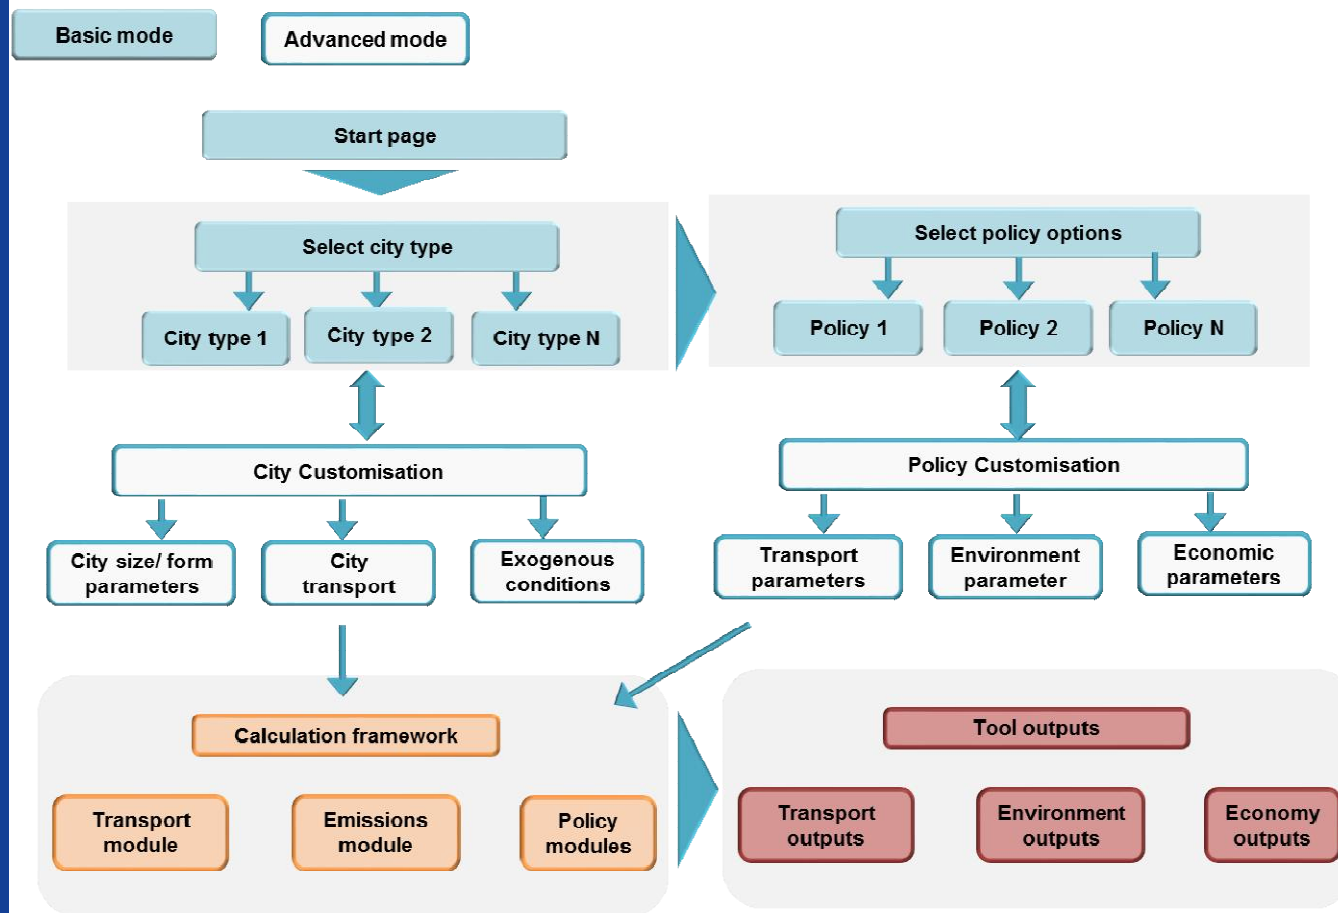 Basic mode
Advanced mode
Start page
Select city type
City type 1
City type 2
City type N
Select policy options
Policy 1
Policy 2
Policy N
City Customisation
City size/ form
parameters
City
transport
Exogenous
conditions
Policy Customisation
Transport
parameters
Environment
parameter
Economic
parameters
Calculation framework
Transport
module
Emissions
module
Policy
modules
Tool outputs
Transport
outputs
Environment
outputs
Economy
outputs